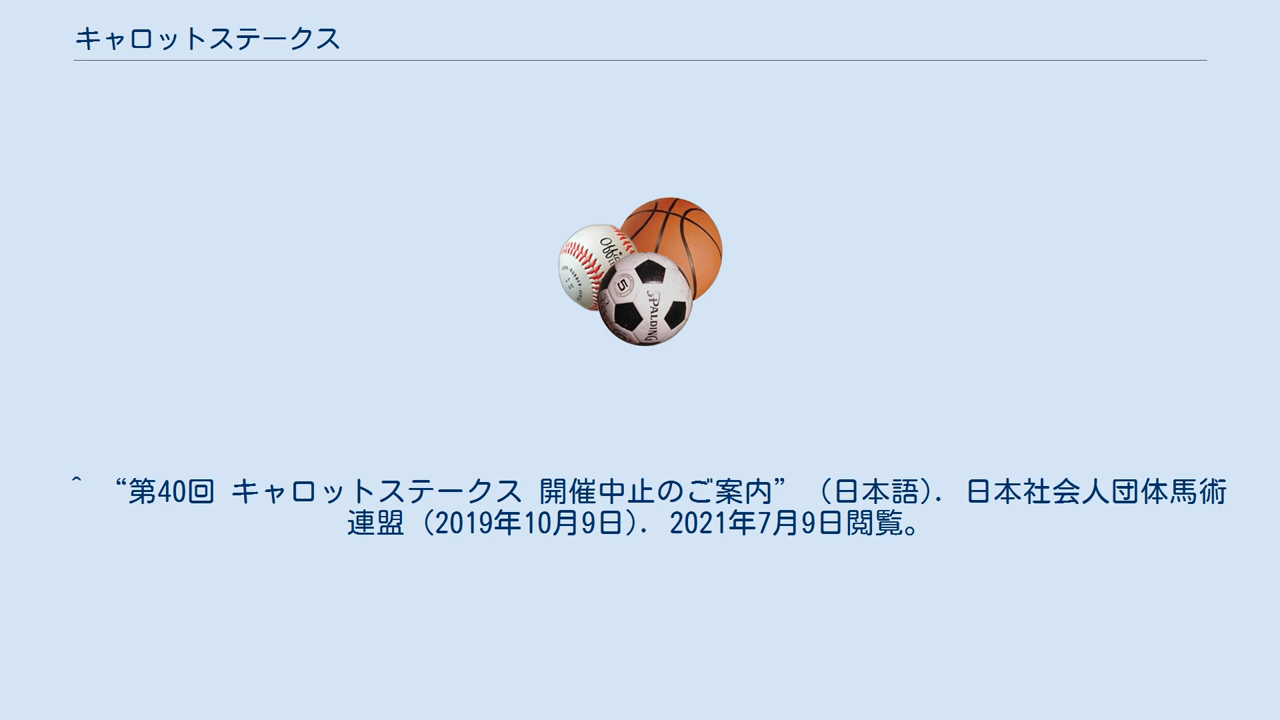 キャロットステークス
Offic
5
SPALDING
^ “第40回 キャロットステークス 開催中止のご案内” (日本語). 日本社会人団体馬術
連盟 (2019年10月9日). 2021年7月9日閲覧。